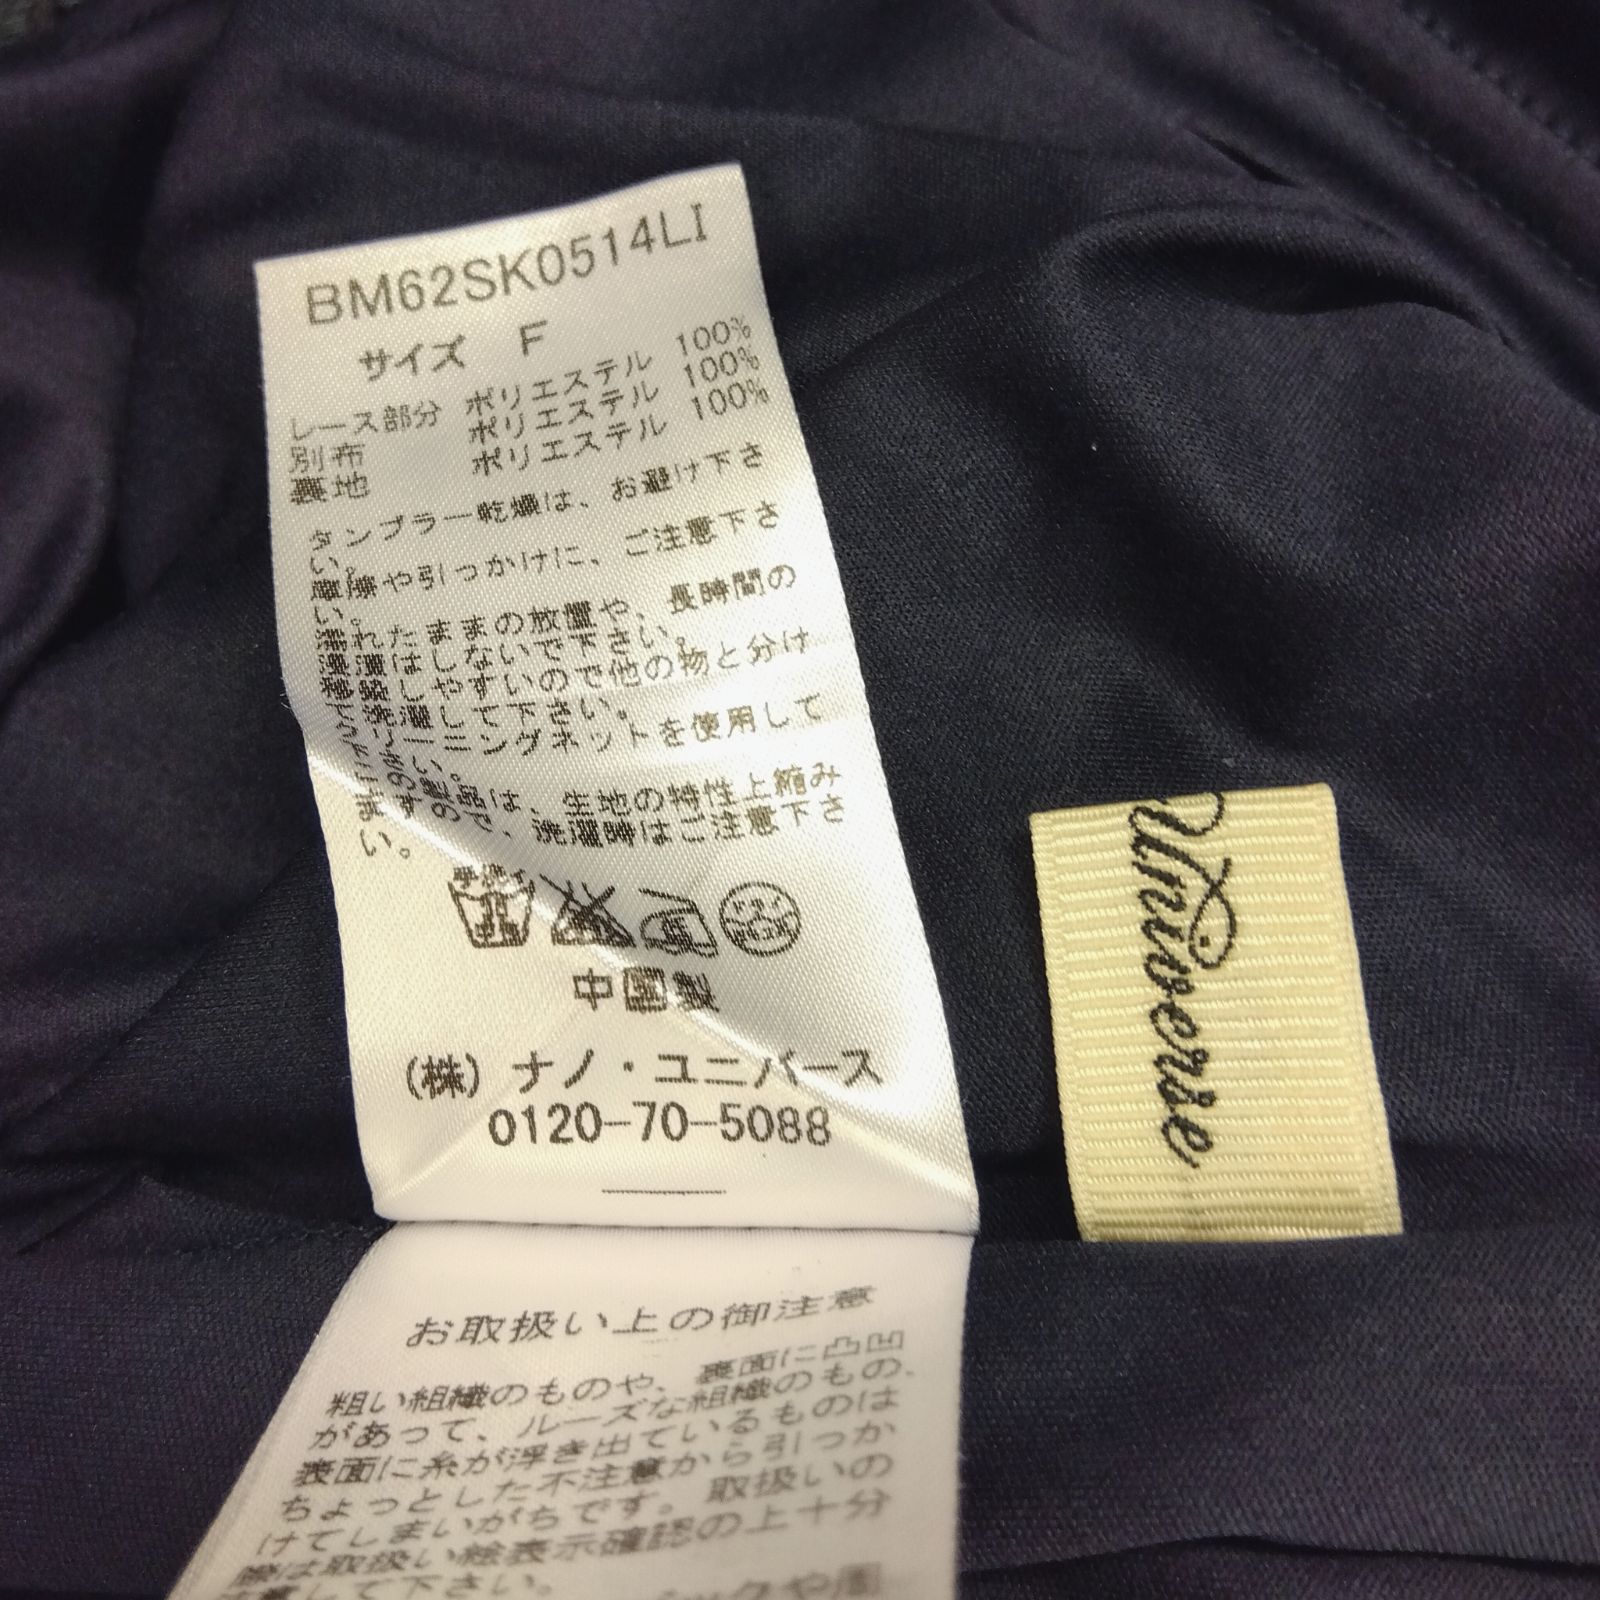 BM62SK0514LI
サイズ F
レース部分 ポリエステル 100%
別布 ポリエステル 100%
裏地 ポリエステル 100%
タンブラー乾燥は、お避け下さ
い。
摩擦や引っかけに、ご注意下さ
い。
濡れたままの放置や、長時間の
浸漬はしないで下さい。
しやすいので他の物と分け
て洗濯して下さい。
ニングネットを使用して
い。
この製品は、生地の特性上縮み
ますので、洗濯時はご注意下さ
い。
手洗イ
中国製
(株) ナノ・ユニバース
0120-70-5088
Universe
お取扱い上の御注意
粗い組織のものや、表面に凸凹
があって、ルーズな組織のもの、
表面に糸が浮き出ているものは
ちょっとした不注意から引っか
けてしまいがちです。取扱いの
際は取扱い絵表示確認の上十分
注意して下さい。